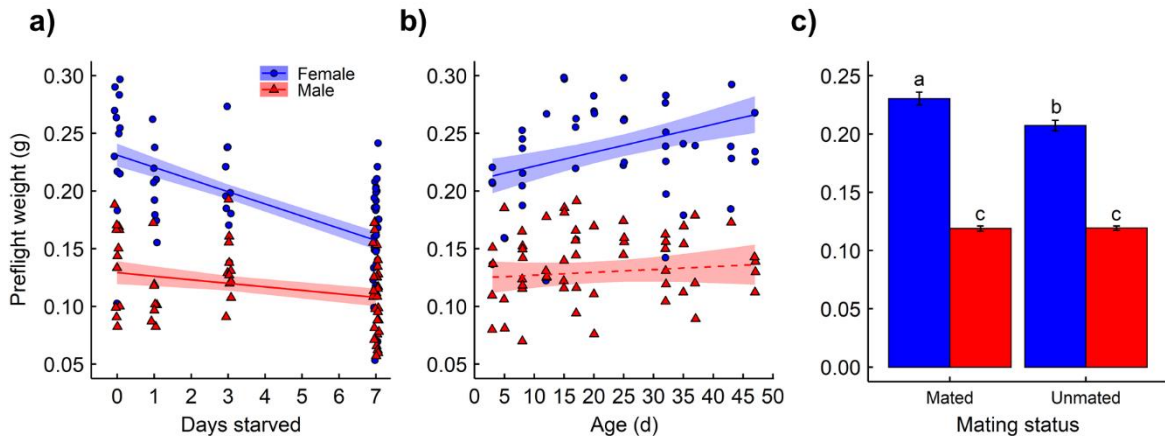 a)
b)
c)
Preflight weight (g)
0.30
0.25
0.20
0.15
0.10
0.05
Female
Male
0 1 2 3 4 5 6 7
Days starved
0.30
0.25
0.20
0.15
0.10
0.05
0 5 10 15 20 25 30 35 40 45 50
Age (d)
0.25
0.20
0.15
0.10
0.05
0.00
a
b
c
c
Mated Unmated
Mating status